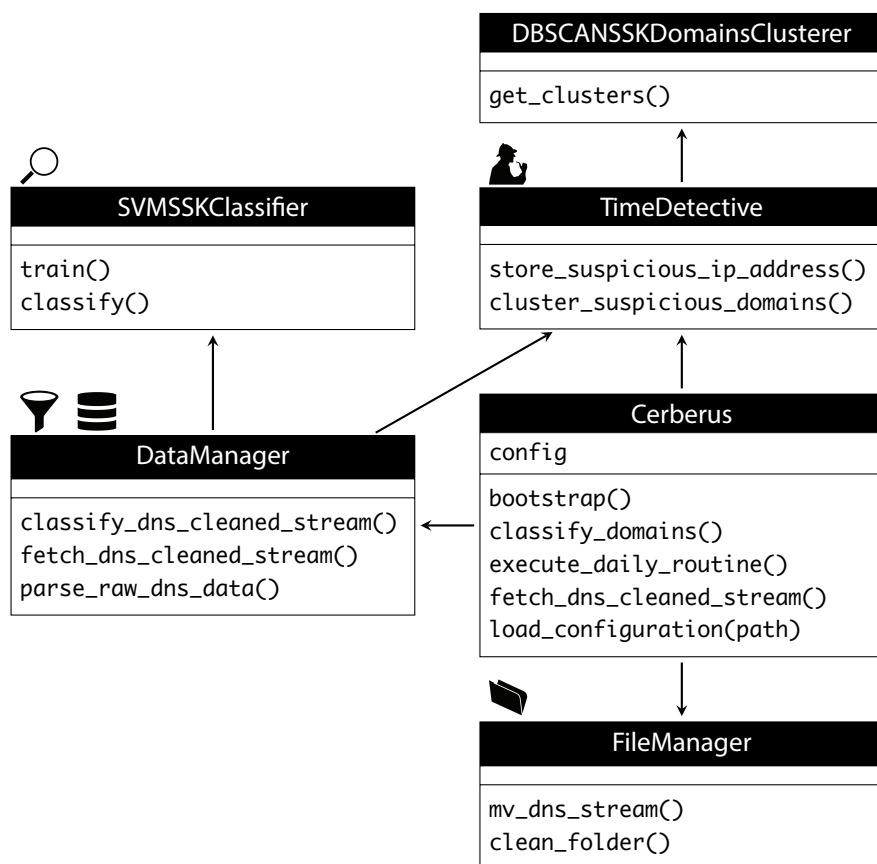 DBSCANSSKDomainsClusterer
get_clusters()
SVMSSKClassifier
train()
classify()
TimeDetective
store_suspicious_ip_address()
cluster_suspicious_domains()
DataManager
classify_dns_cleaned_stream()
fetch_dns_cleaned_stream()
parse_raw_dns_data()
Cerberus
config
bootstrap()
classify_domains()
execute_daily_routine()
fetch_dns_cleaned_stream()
load_configuration(path)
FileManager
mv_dns_stream()
clean_folder()